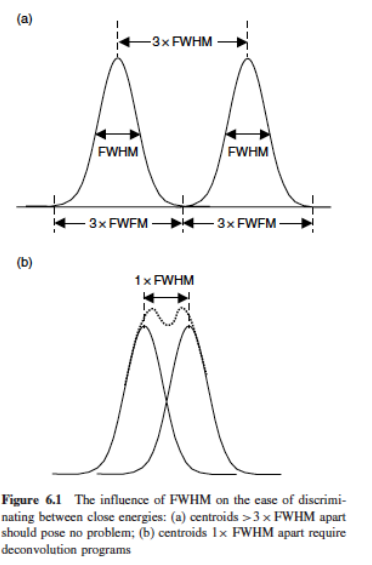 (a)
3 × FWHM
FWHM
FWHM
3 × FWFM
3 × FWFM
(b)
1 × FWHM
Figure 6.1 The influence of FWHM on the ease of discrimi-
nating between close energies: (a) centroids > 3 × FWHM apart
should pose no problem; (b) centroids 1× FWHM apart require
deconvolution programs